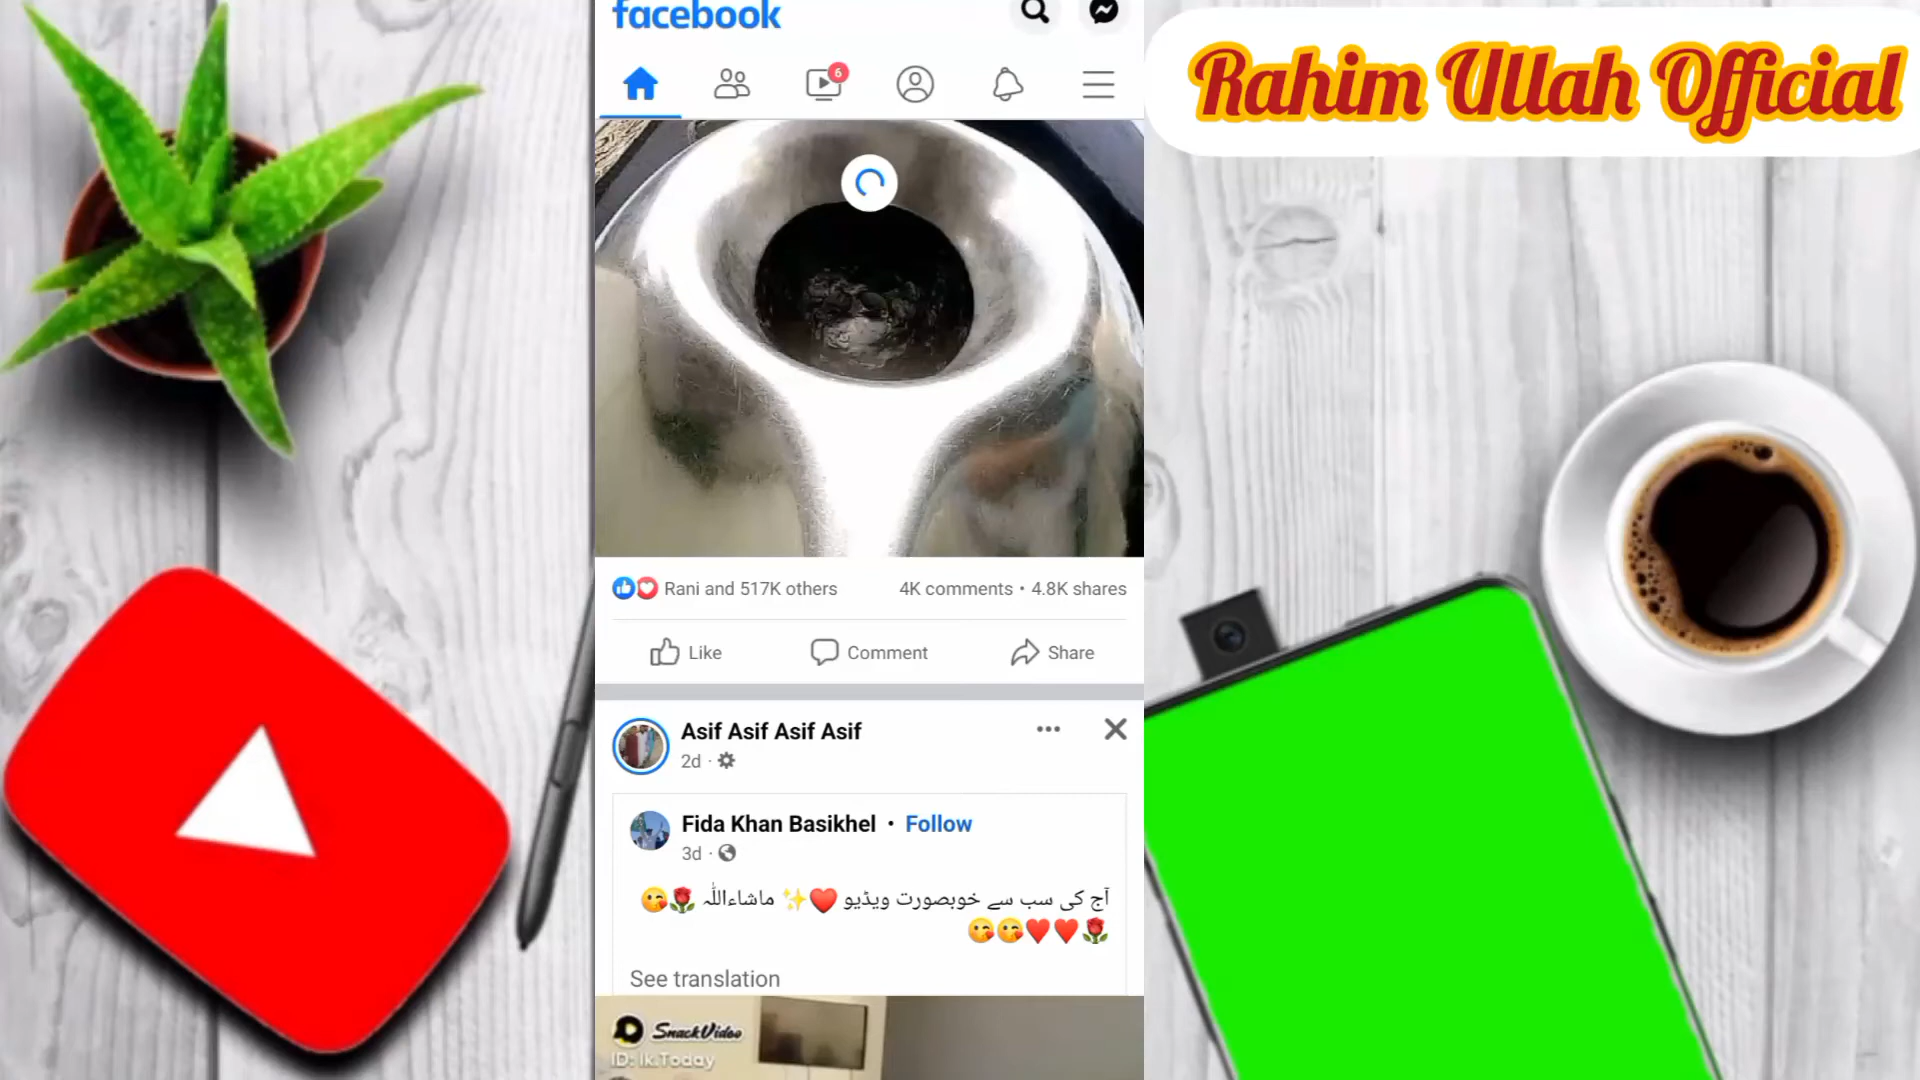 facebook
Rahim Ullah Official
6
Rani and 517K others
4K comments • 4.8K shares
Like
Comment
Share
Asif Asif Asif Asif
2d ·
Fida Khan Basikhel • Follow
3d ·
آج کی سب سے خوبصورت ویڈیو ❤️✨ ماشاءاللّٰہ 🌹😘
🌹❤️❤️😘😘
See translation
SnackVideo
ID: lk.Today